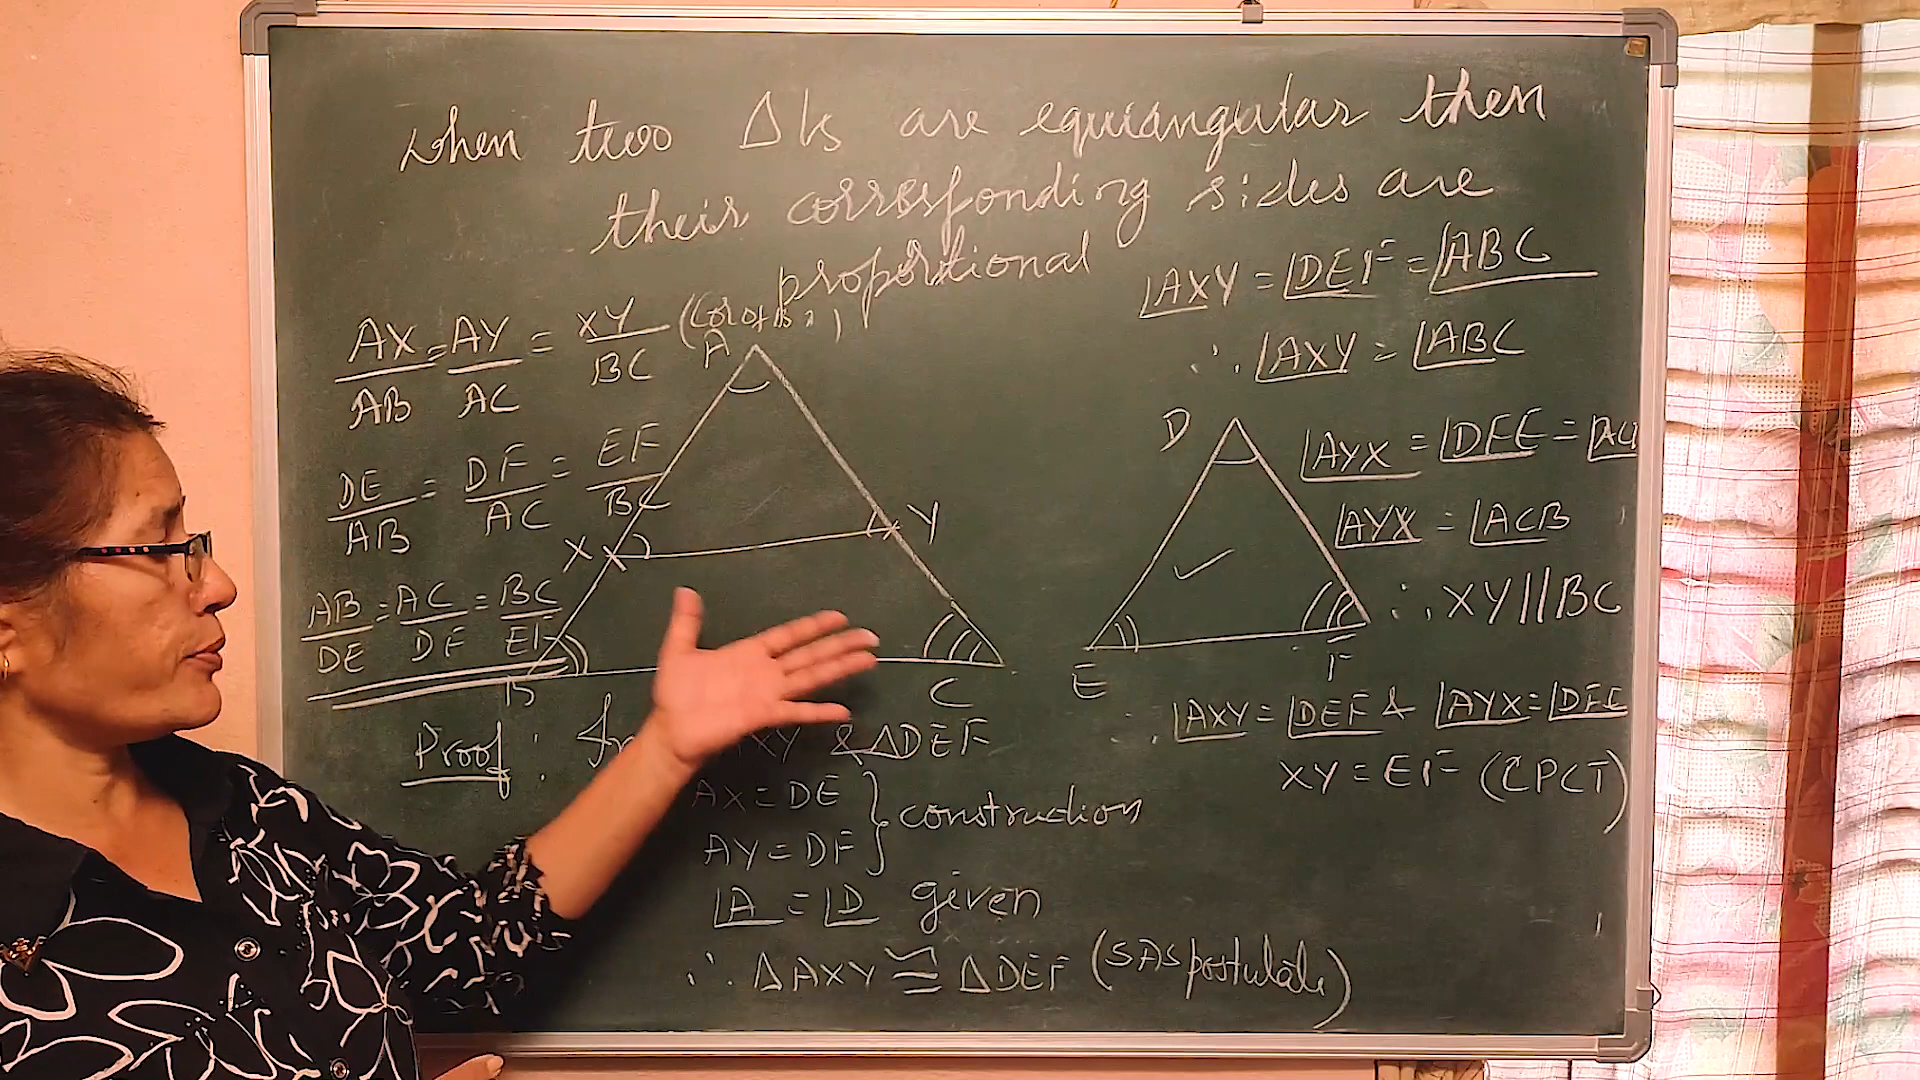 When two Δls are equiangular then
their corresponding sides are
proportional
AX/AB = AY/AC = XY/BC
DE/AB = DF/AC = EF/BC
AB/DE = AC/DF = BC/EF
A
X
Y
B
C
∠AXY = ∠DEF = ∠ABC
∴ ∠AXY = ∠ABC
D
E
F
∠AYX = ∠DFE =
∠AYX = ∠ACB
∴ XY // BC
∴ ∠AXY = ∠DEF & ∠AYX = ∠DFE
XY = EF (CPCT)
Proof : XY & ΔDEF
AX = DE
AY = DF } construction
∠A = ∠D given
∴ ΔAXY ≅ ΔDEF (SAS postulate)